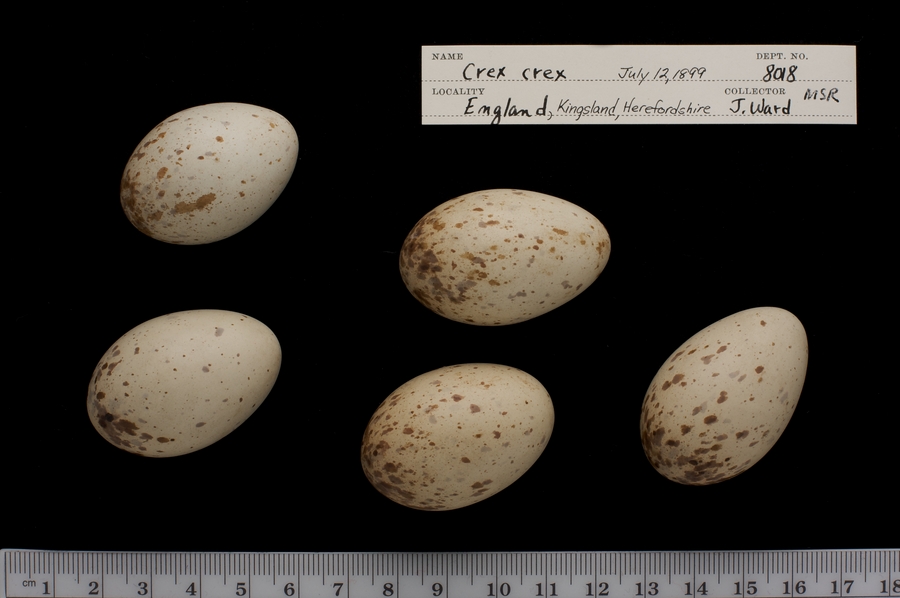 NAME DEPT. NO.
Crex crex July 12, 1899 8018
LOCALITY COLLECTOR MSR
England, Kingsland, Herefordshire J. Ward
cm 1 2 3 4 5 6 7 8 9 10 11 12 13 14 15 16 17 18